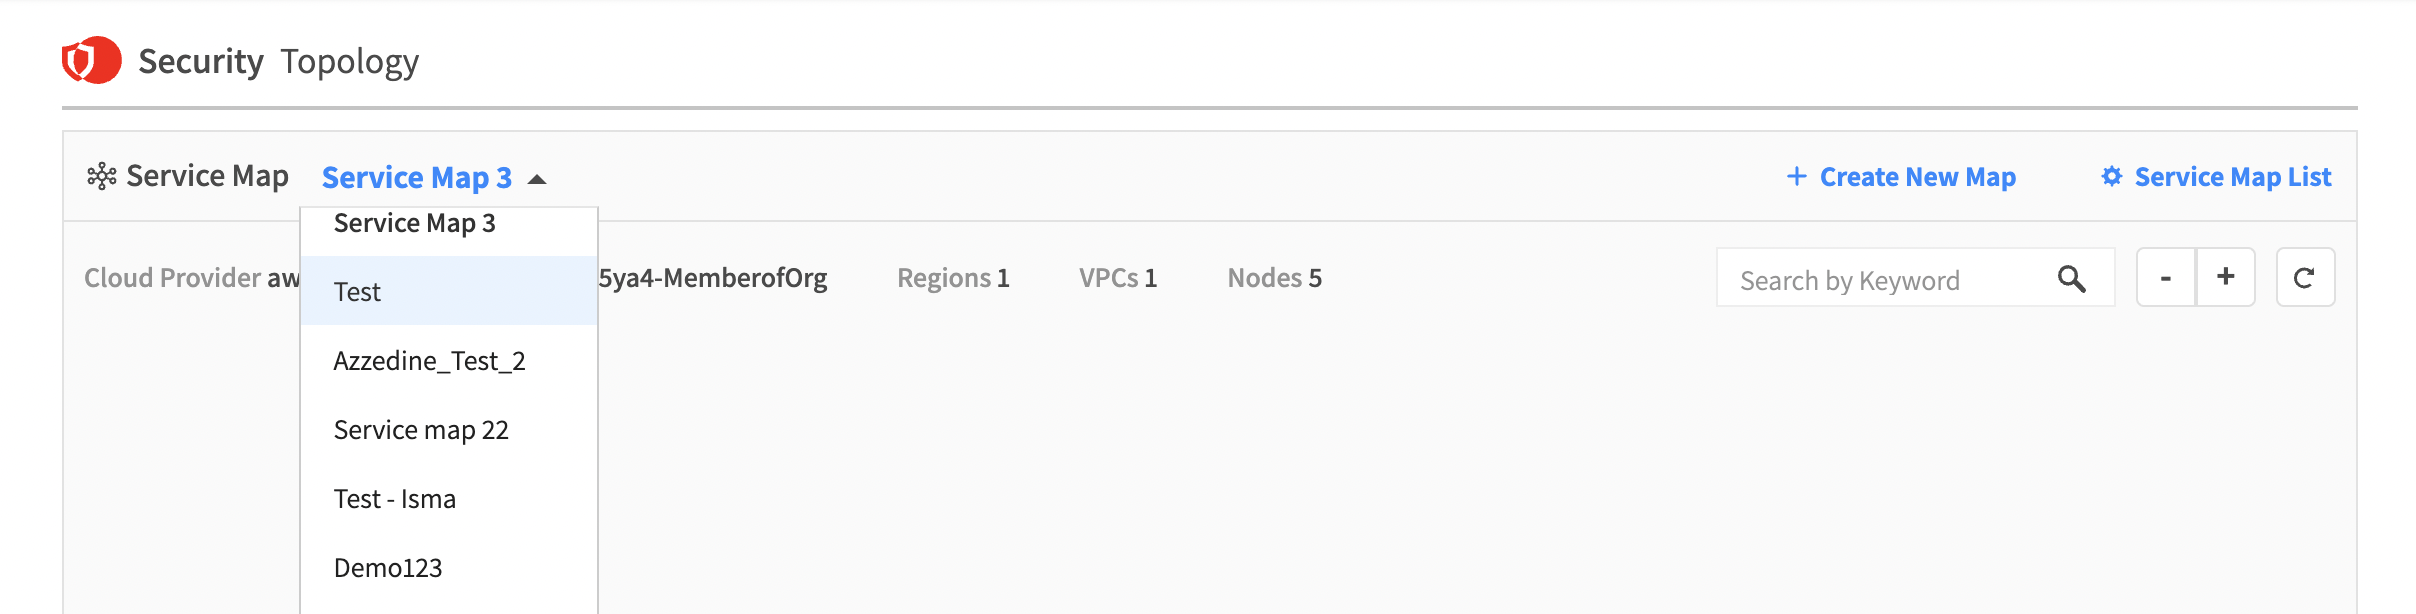 Security Topology
Service Map Service Map 3 + Create New Map Service Map List
Service Map 3
Cloud Provider aw 5ya4-MemberofOrg Regions 1 VPCs 1 Nodes 5 Search by Keyword - +
Test
Azzedine_Test_2
Service map 22
Test - Isma
Demo123